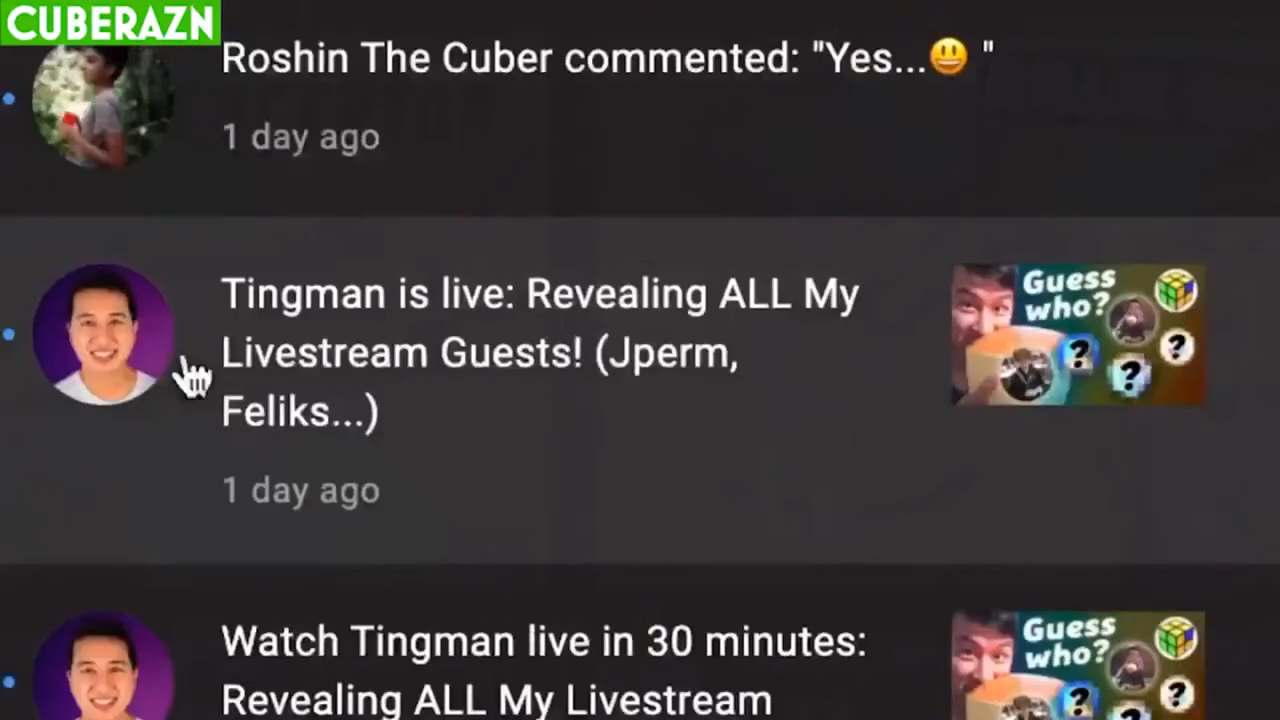 CUBERAZN
Roshin The Cuber commented: "Yes...😃 "
1 day ago
Tingman is live: Revealing ALL My
Livestream Guests! (Jperm,
Feliks...)
1 day ago
Guess
who?
?
?
?
Watch Tingman live in 30 minutes:
Revealing ALL My Livestream
Guess
who?
?
?
?